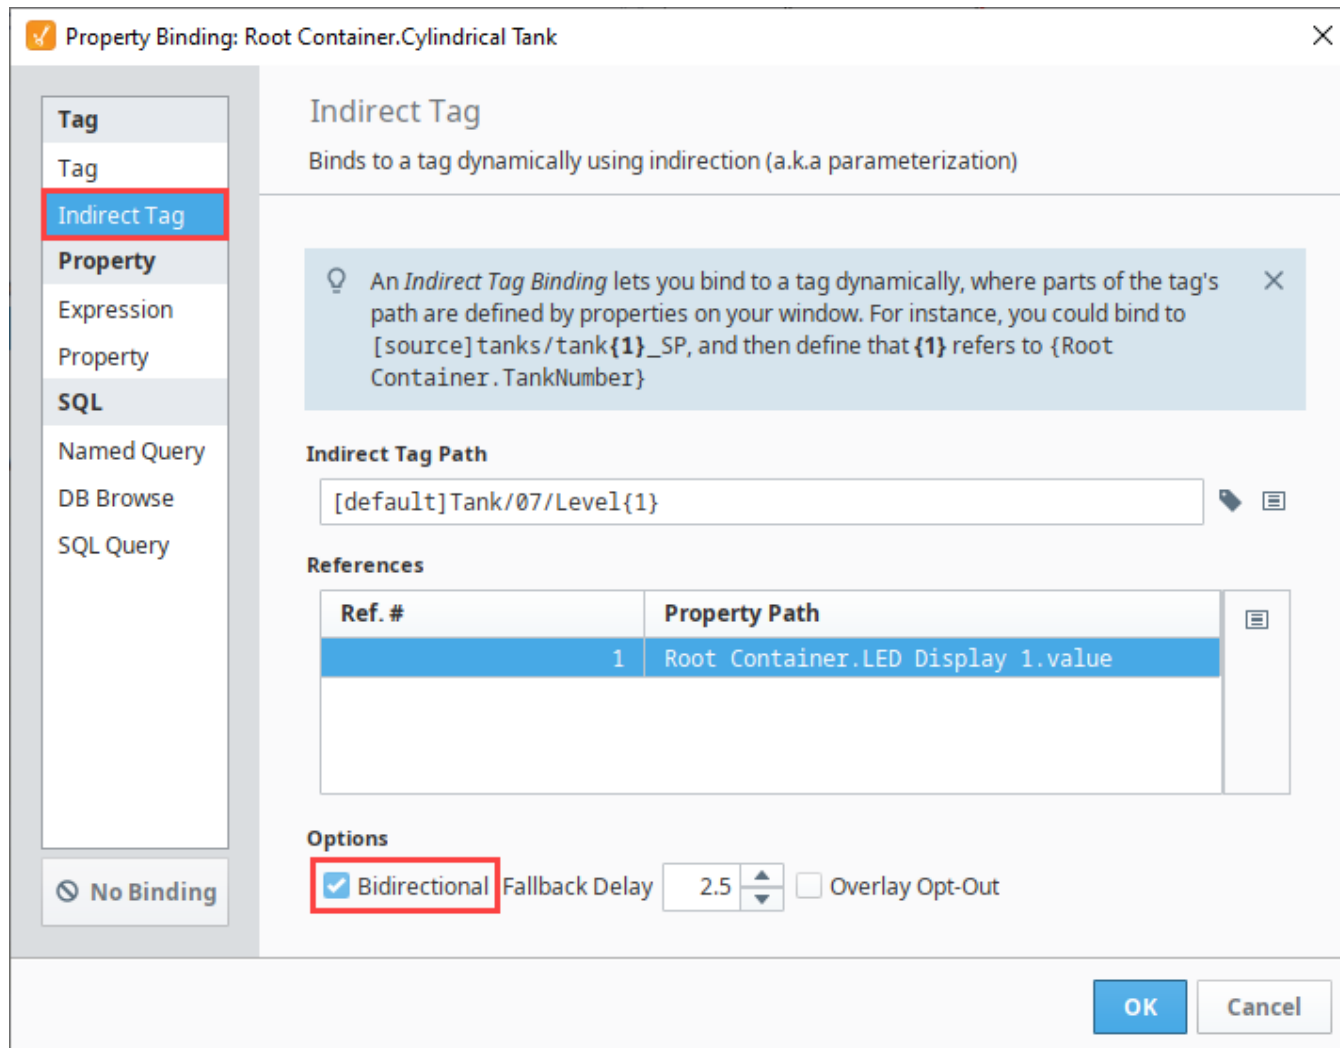 Property Binding: Root Container.Cylindrical Tank
Tag
Tag
Indirect Tag
Property
Expression
Property
SQL
Named Query
DB Browse
SQL Query
No Binding
Indirect Tag
Binds to a tag dynamically using indirection (a.k.a parameterization)
An Indirect Tag Binding lets you bind to a tag dynamically, where parts of the tag's
path are defined by properties on your window. For instance, you could bind to
[source]tanks/tank{1}_SP, and then define that {1} refers to {Root
Container.TankNumber}
Indirect Tag Path
[default]Tank/07/Level{1}
References
Ref. # Property Path
1 Root Container.LED Display 1.value
Options
Bidirectional Fallback Delay 2.5 Overlay Opt-Out
OK Cancel